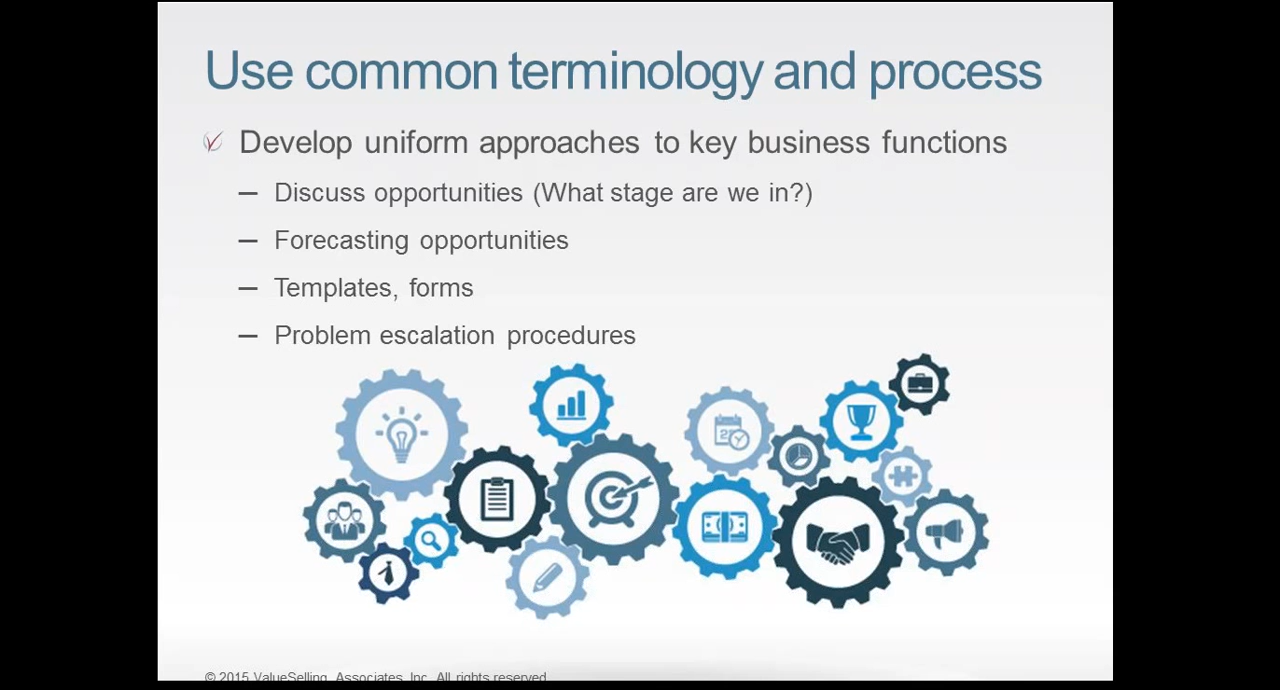 Use common terminology and process
Develop uniform approaches to key business functions
— Discuss opportunities (What stage are we in?)
— Forecasting opportunities
— Templates, forms
— Problem escalation procedures
© 2015 ValueSelling Associates, Inc. All rights reserved.